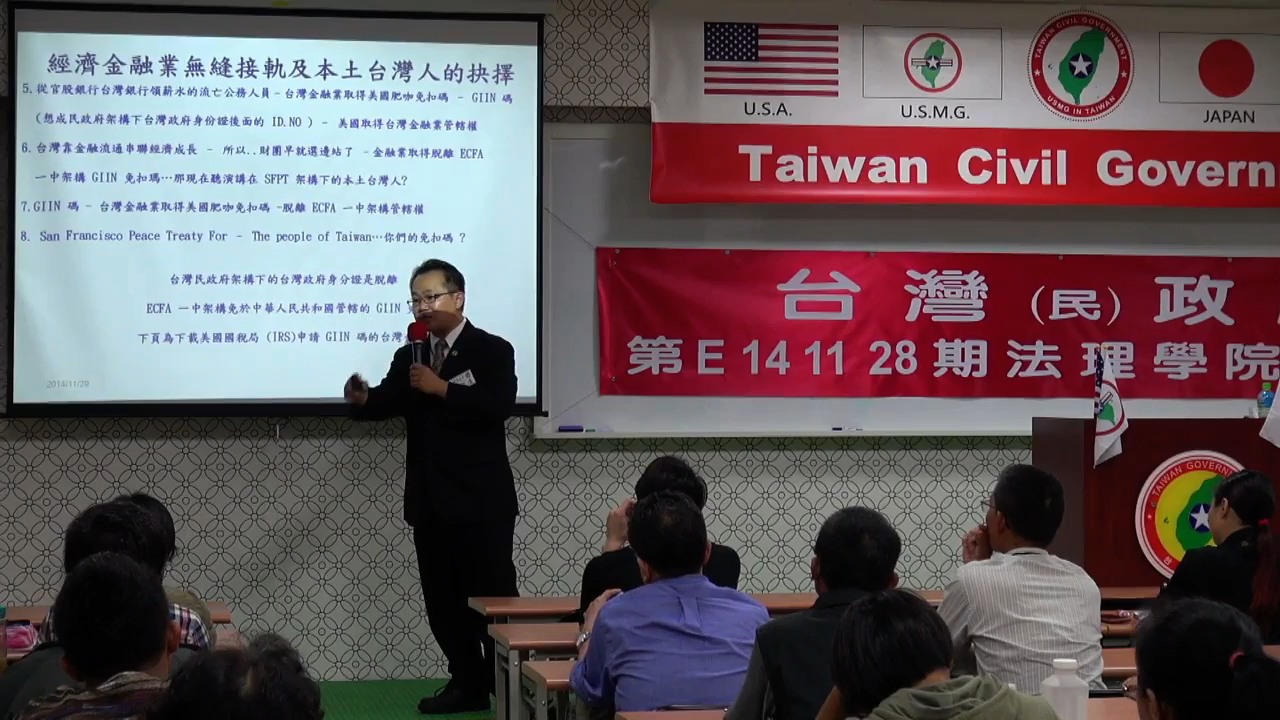 經濟金融業無縫接軌及本土台灣人的抉擇
5.從官股銀行台灣銀行領薪水的流亡公務人員–台灣金融業取得美國肥咖免扣碼 – GIIN 碼
(想成民政府架構下台灣政府身份證後面的 ID.NO ) – 美國取得台灣金融業管轄權
6.台灣靠金融流通串聯經濟成長 – 所以..財團早就選邊站了 –金融業取得脫離 ECFA
一中架構 GIIN 免扣碼…那現在聽演講在 SFPT 架構下的本土台灣人?
7.GIIN 碼 – 台灣金融業取得美國肥咖免扣碼 –脫離 ECFA 一中架構管轄權
8. San Francisco Peace Treaty For – The people of Taiwan…你們的免扣碼 ?
台灣民政府架構下的台灣政府身分證是脫離
ECFA 一中架構免於中華人民共和國管轄的 GIIN
下頁為下載美國國稅局 (IRS)申請 GIIN 碼的台灣
2014/11/29
U.S.A.
U.S.M.G.
TAIWAN CIVIL GOVERNMENT
USMG IN TAIWAN
JAPAN
Taiwan Civil Govern
台灣(民)政
第E 14 11 28 期法理學院
TAIWAN GOVERN